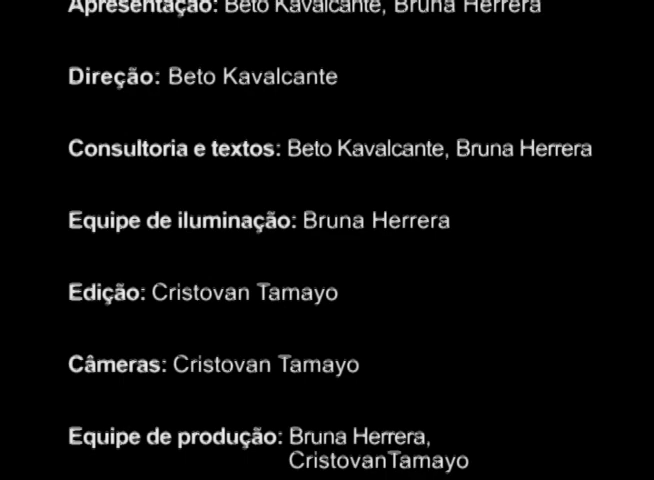 Apresentação: Beto Kavalcante, Bruna Herrera
Direção: Beto Kavalcante
Consultoria e textos: Beto Kavalcante, Bruna Herrera
Equipe de iluminação: Bruna Herrera
Edição: Cristovan Tamayo
Câmeras: Cristovan Tamayo
Equipe de produção: Bruna Herrera,
CristovanTamayo